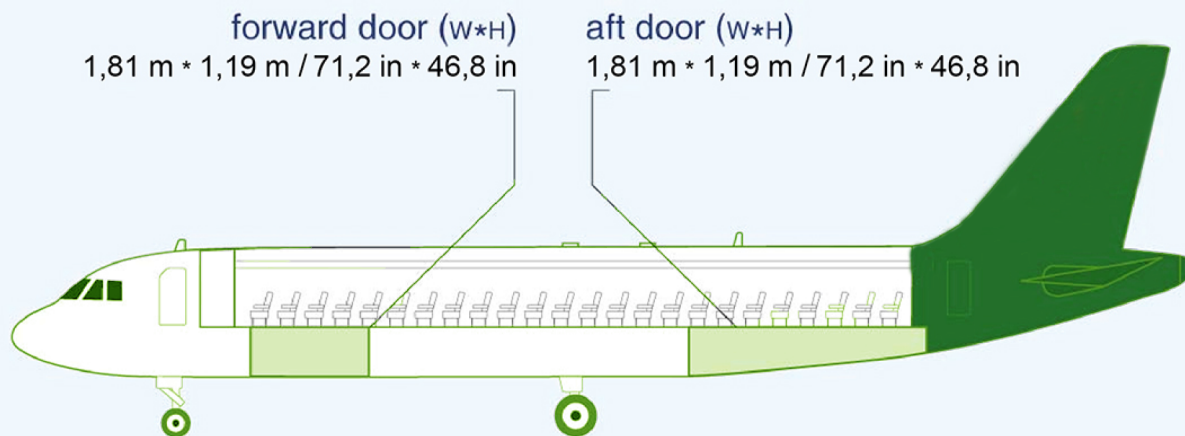 forward door (W*H)
1,81 m * 1,19 m / 71,2 in * 46,8 in
aft door (W*H)
1,81 m * 1,19 m / 71,2 in * 46,8 in